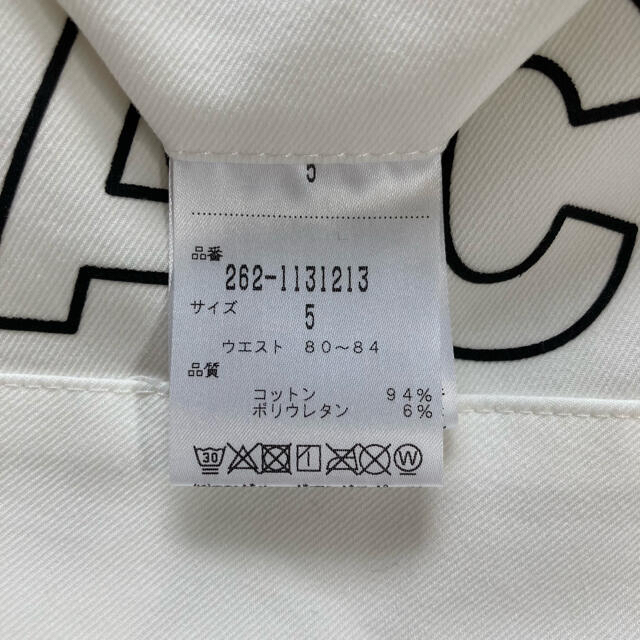 5
品番
262-1131213
サイズ
5
ウエスト 80～84
品質
コットン 94%
ポリウレタン 6%
30 W